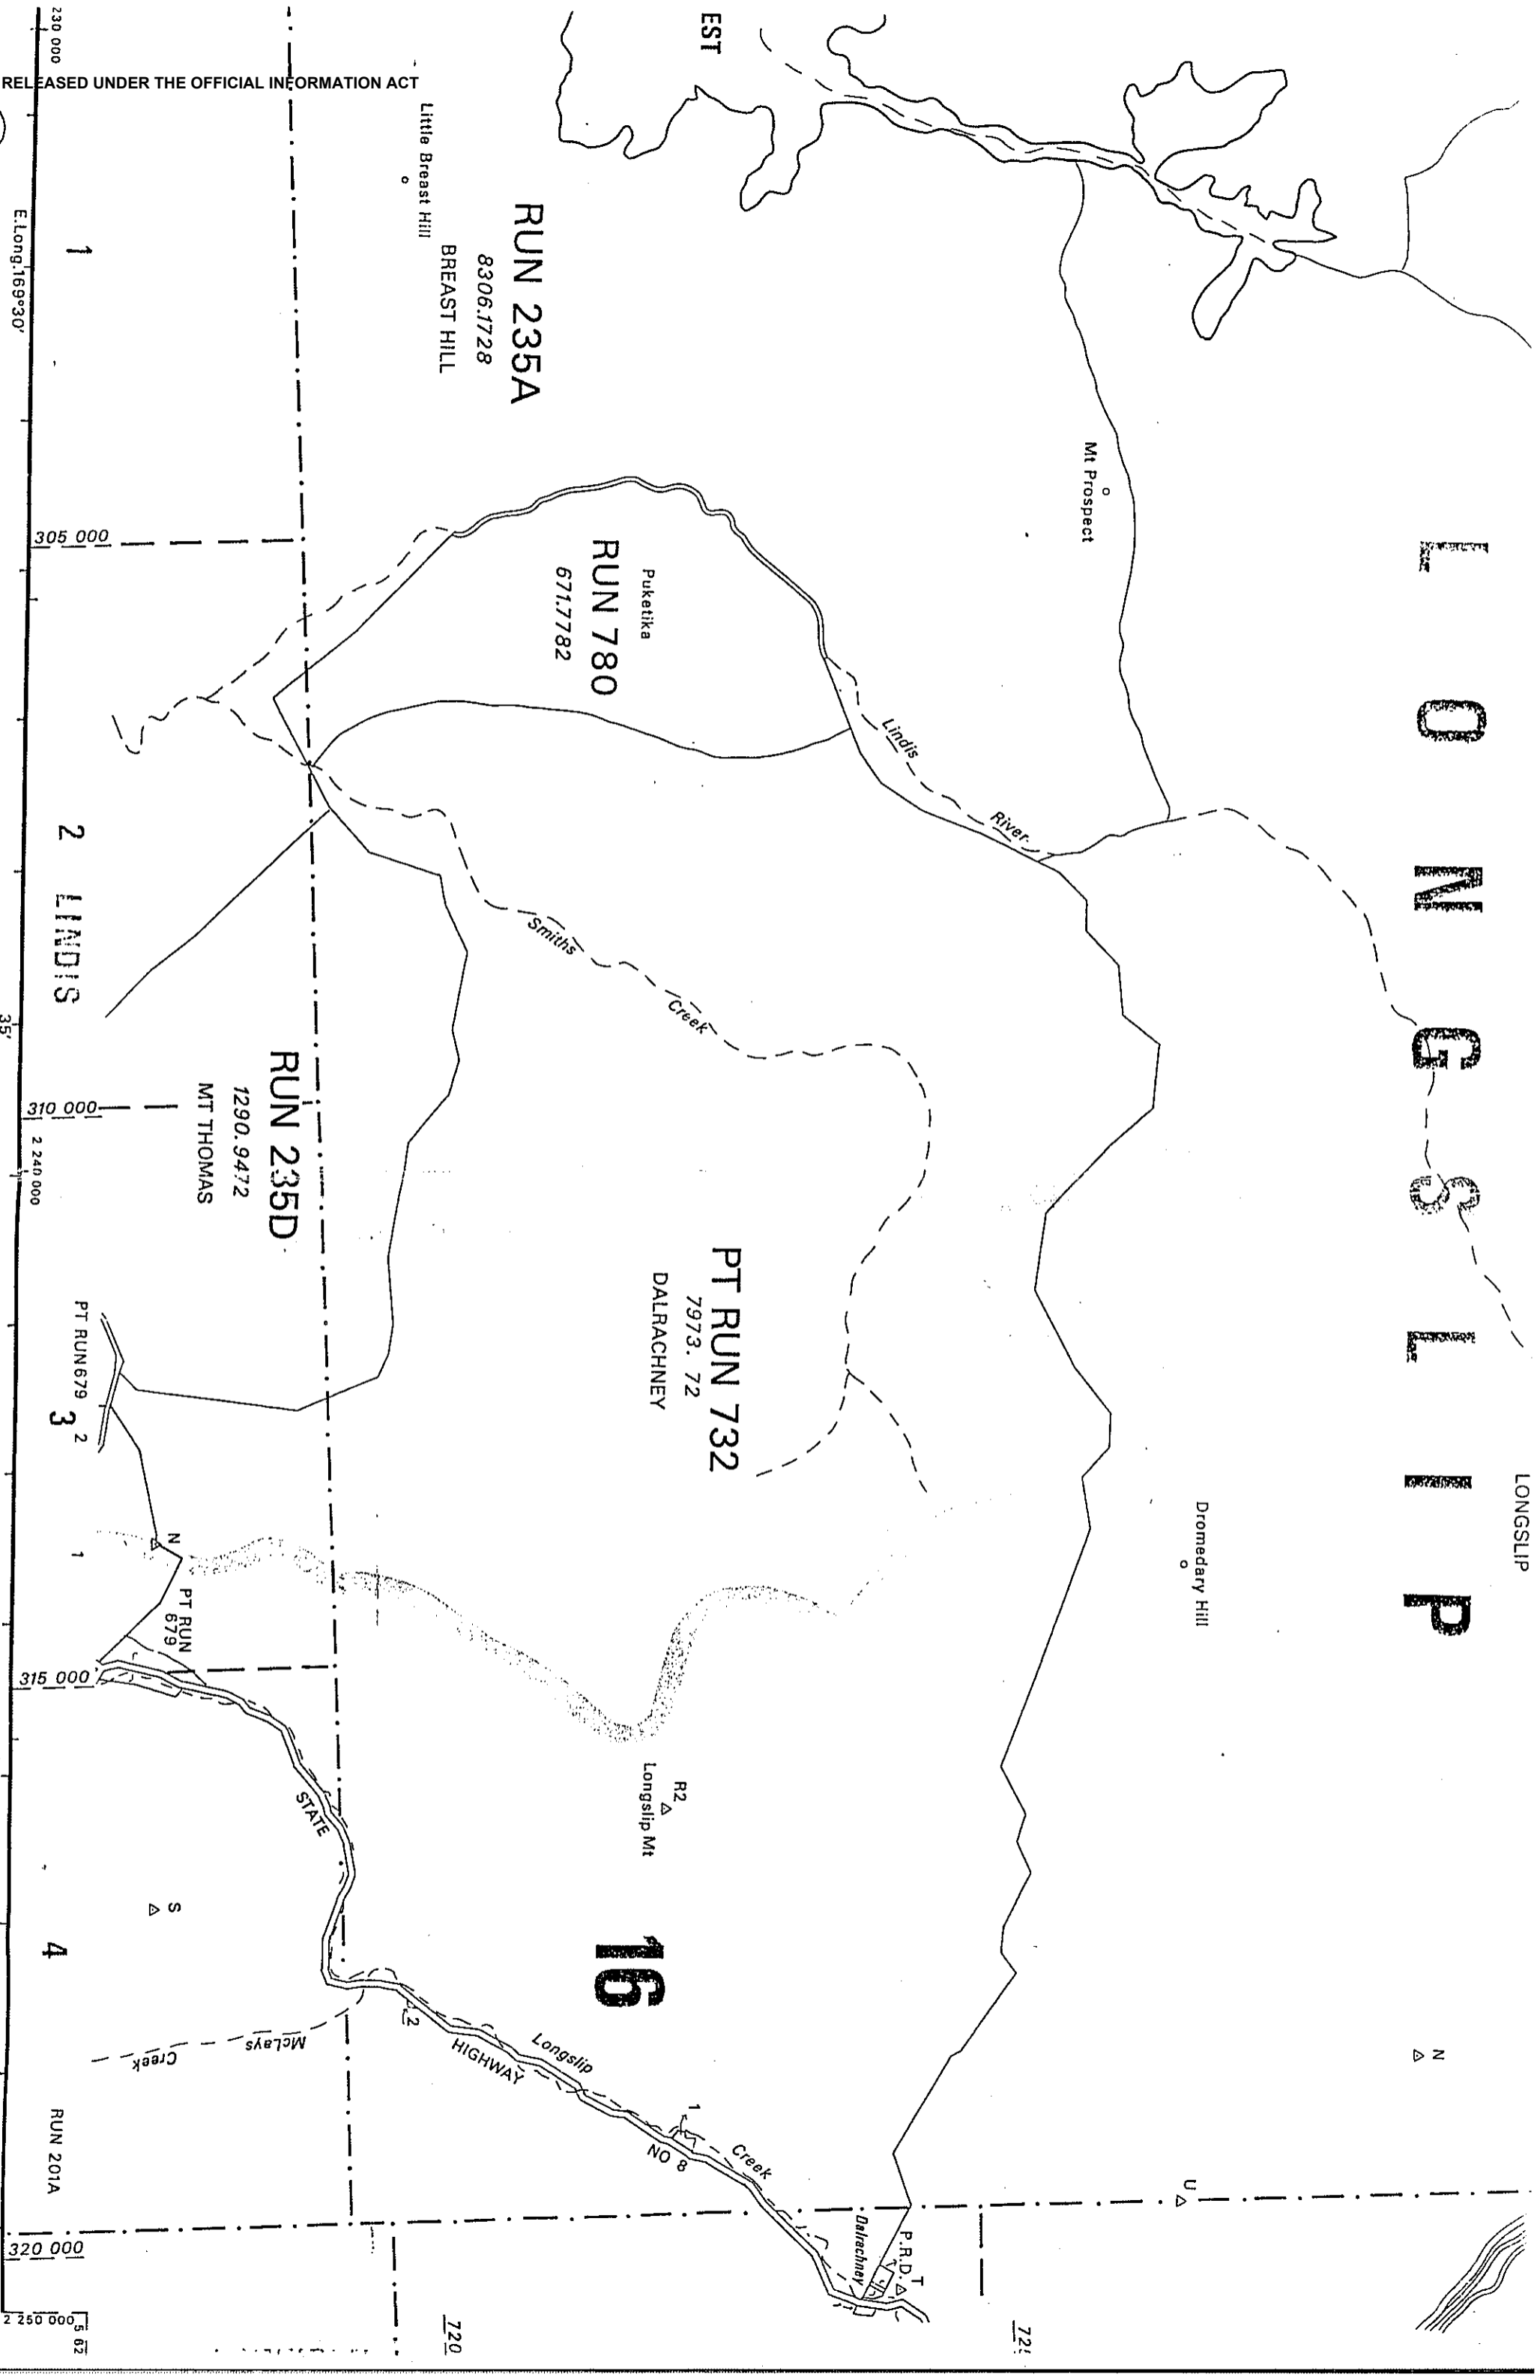 RELEASED UNDER THE OFFICIAL INFORMATION ACT
LONGSLIP
LONGSLIP
EST
Mt Prospect
Dromedary Hill
N
U
Lindis
River
Little Breast Hill
RUN 235A
8306.1728
BREAST HILL
Puketika
RUN 780
671.7782
Smiths
Creek
PT RUN 732
7973.72
DALRACHNEY
R2
Longslip Mt
16
Dalrachney
P.R.D.
T
Longslip
Creek
1
2
STATE
HIGHWAY
NO 8
RUN 235D
1290.9472
MT THOMAS
PT RUN 679
2
N
1
PT RUN
679
S
McLays
Creek
RUN 201A
1
2
LINDIS
3
4
230 000
E.Long.169°30'
305 000
35'
310 000
2 240 000
315 000
320 000
2 250 000
5 62
720